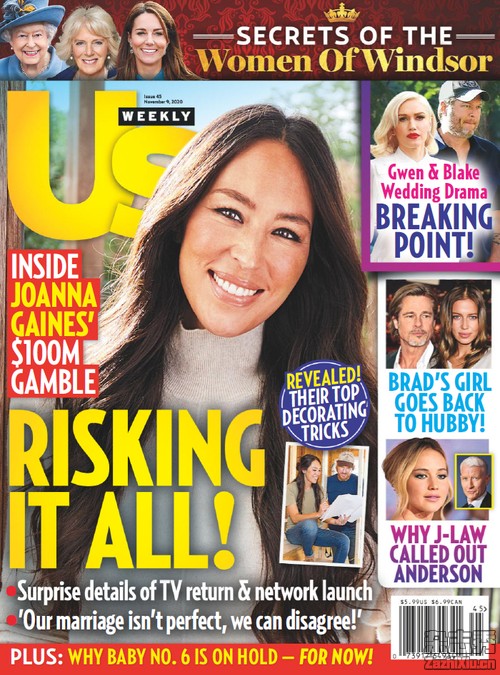 SECRETS OF THE
Women Of Windsor
Us
WEEKLY
Issue 45
November 9, 2020
Gwen & Blake
Wedding Drama
BREAKING
POINT!
INSIDE
JOANNA
GAINES'
$100M
GAMBLE
REVEALED!
THEIR TOP
DECORATING
TRICKS
BRAD'S GIRL
GOES BACK
TO HUBBY!
RISKING
IT ALL!
WHY J-LAW
CALLED OUT
ANDERSON
• Surprise details of TV return & network launch
• 'Our marriage isn't perfect, we can disagree!'
$5.99US $6.99CAN
45>
PLUS: WHY BABY NO. 6 IS ON HOLD — FOR NOW!
ZaZhiXiu.cn